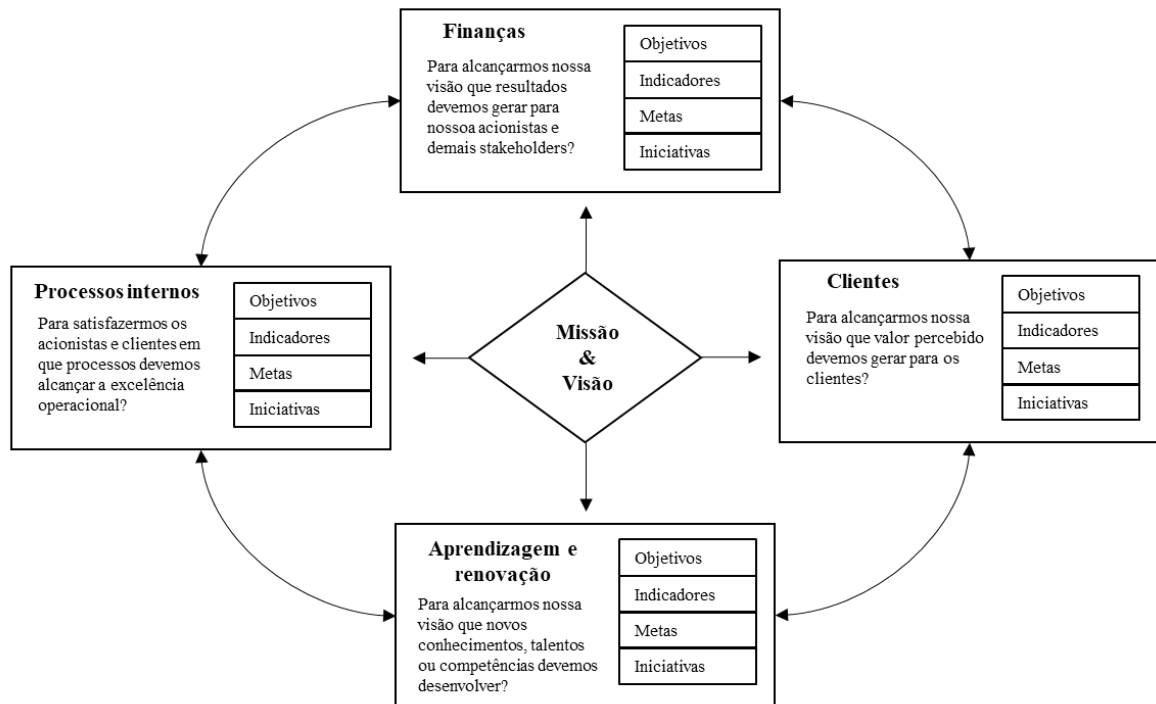 Finanças
Para alcançarmos nossa
visão que resultados
devemos gerar para
nossoa acionistas e
demais stakeholders?
Objetivos
Indicadores
Metas
Iniciativas
Processos internos
Para satisfazermos os
acionistas e clientes em
que processos devemos
alcançar a excelência
operacional?
Objetivos
Indicadores
Metas
Iniciativas
Missão
&
Visão
Clientes
Para alcançarmos nossa
visão que valor percebido
devemos gerar para os
clientes?
Objetivos
Indicadores
Metas
Iniciativas
Aprendizagem e
renovação
Para alcançarmos nossa
visão que novos
conhecimentos, talentos
ou competências devemos
desenvolver?
Objetivos
Indicadores
Metas
Iniciativas